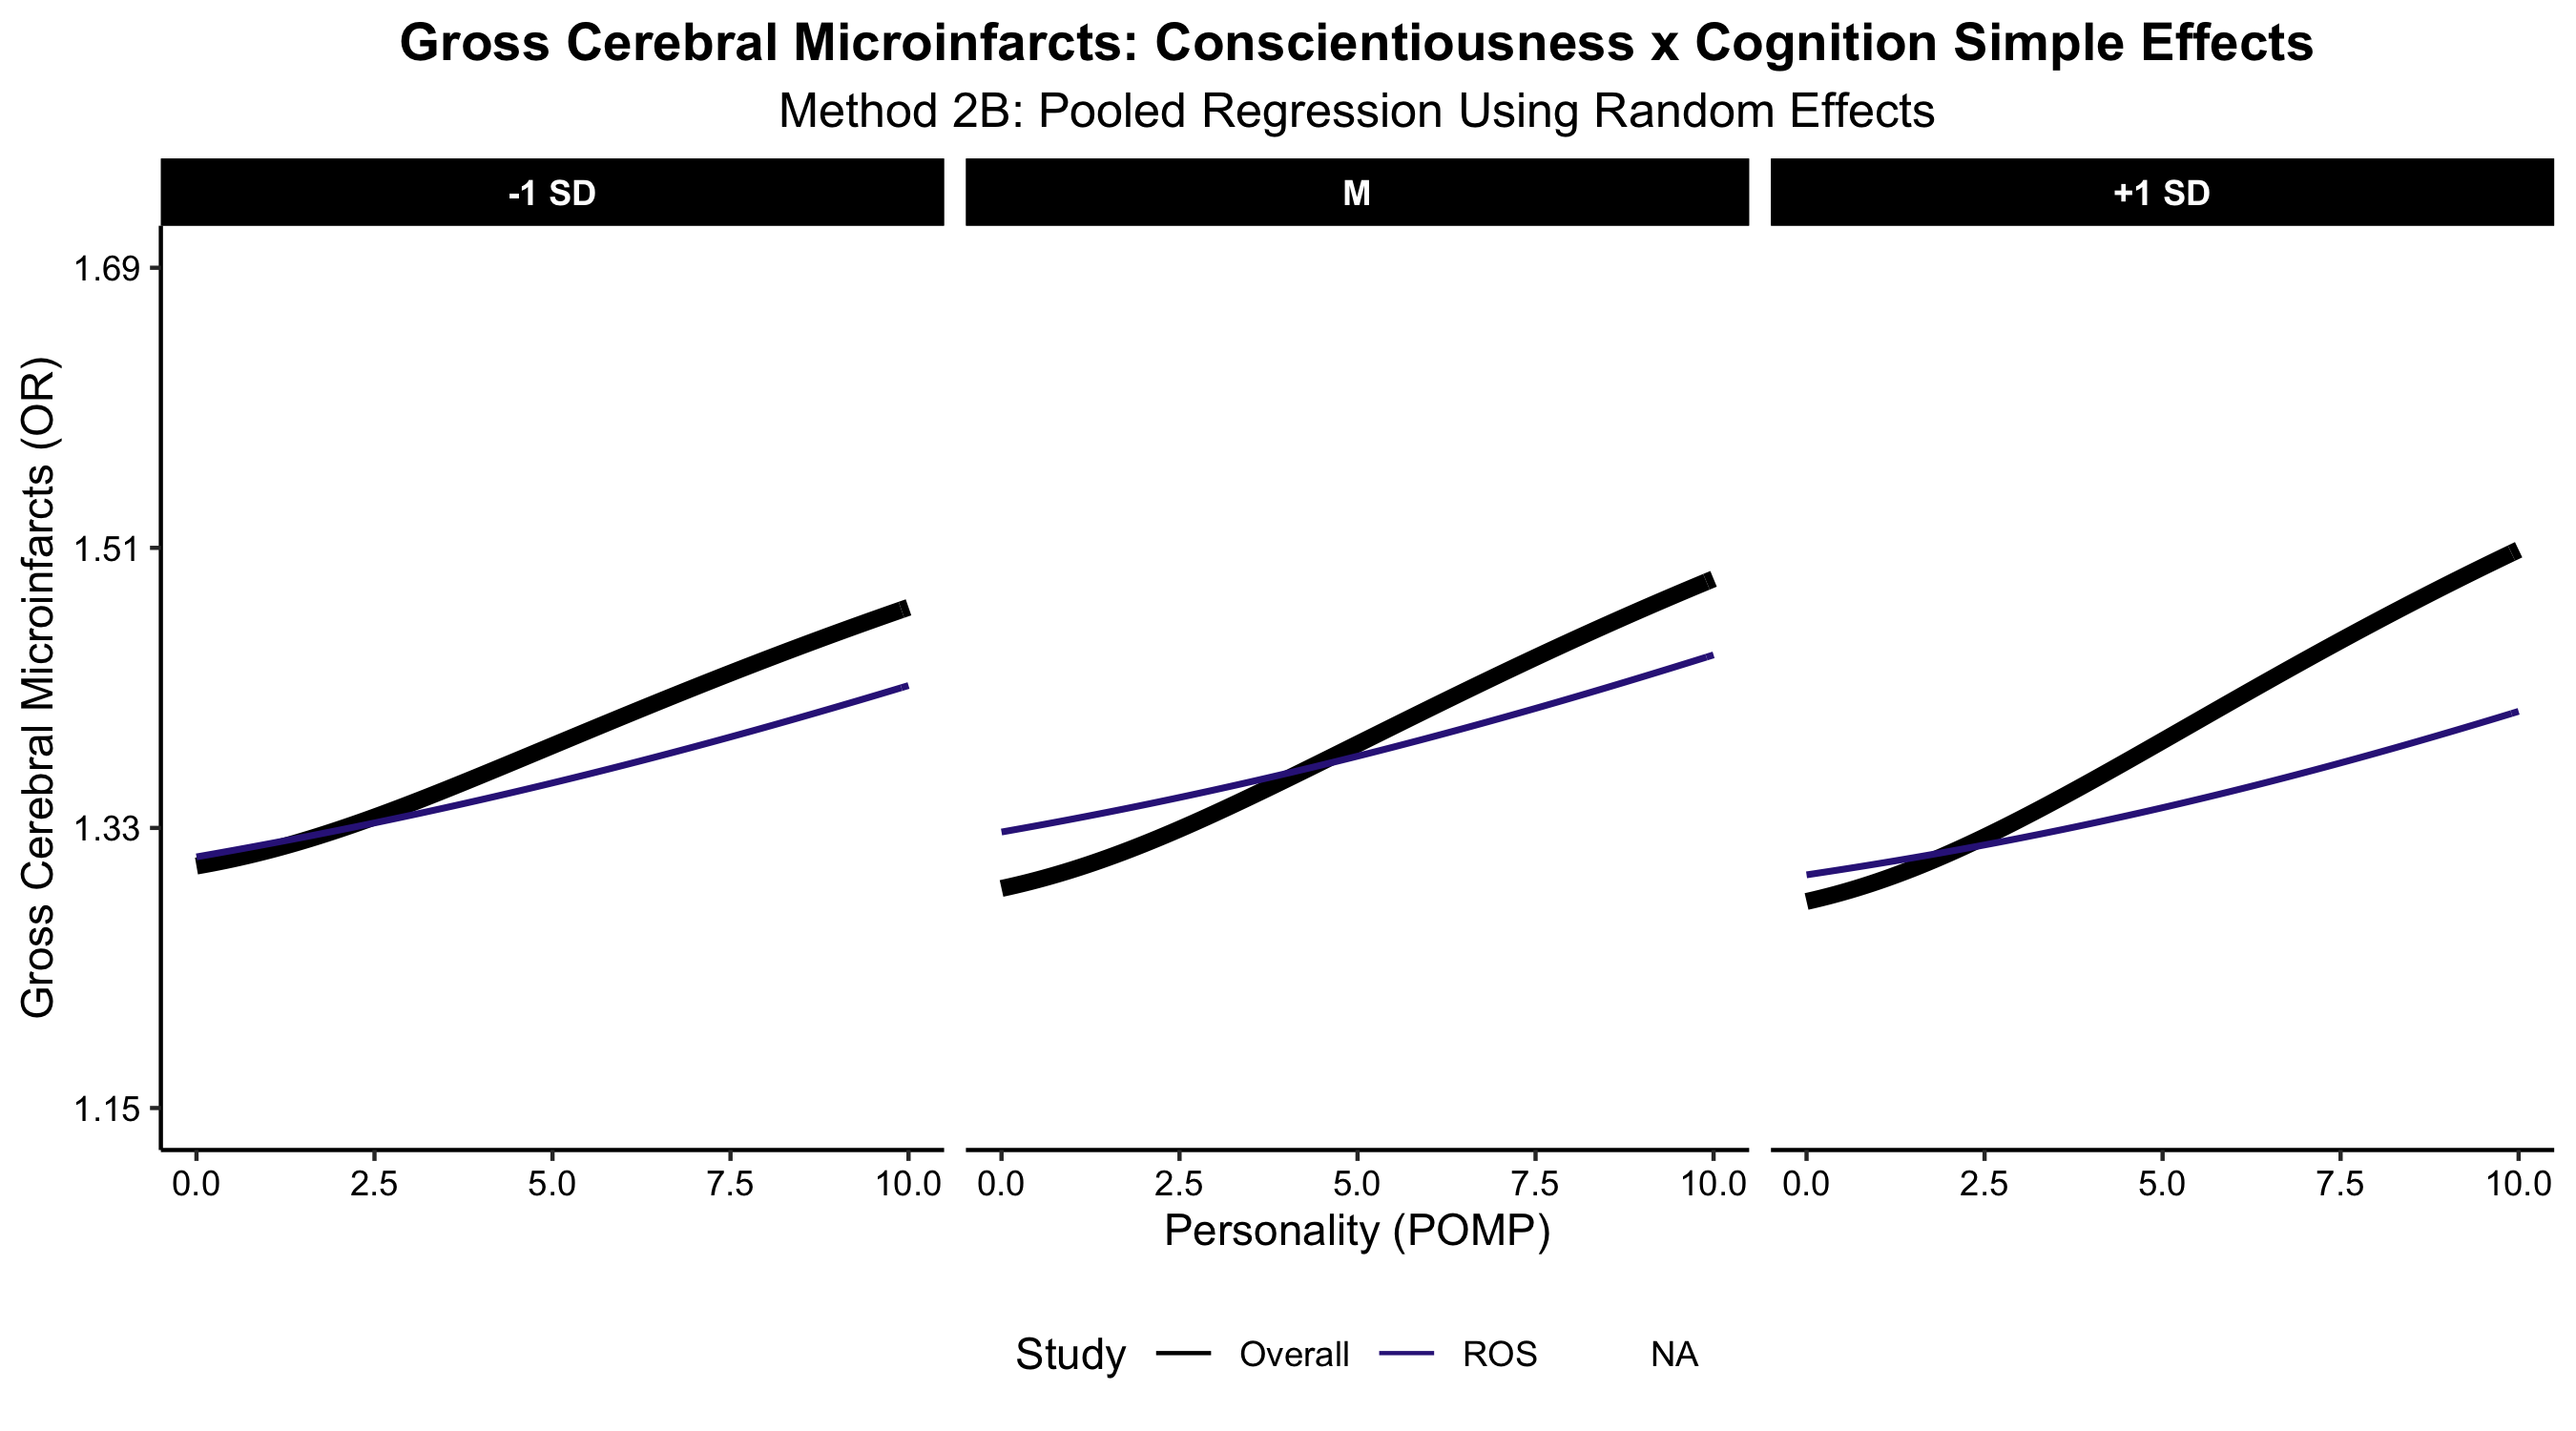 Gross Cerebral Microinfarcts: Conscientiousness x Cognition Simple Effects
Method 2B: Pooled Regression Using Random Effects
-1 SD
M
+1 SD
Gross Cerebral Microinfarcts (OR)
1.69
1.51
1.33
1.15
0.0 2.5 5.0 7.5 10.0
0.0 2.5 5.0 7.5 10.0
0.0 2.5 5.0 7.5 10.0
Personality (POMP)
Study Overall ROS NA